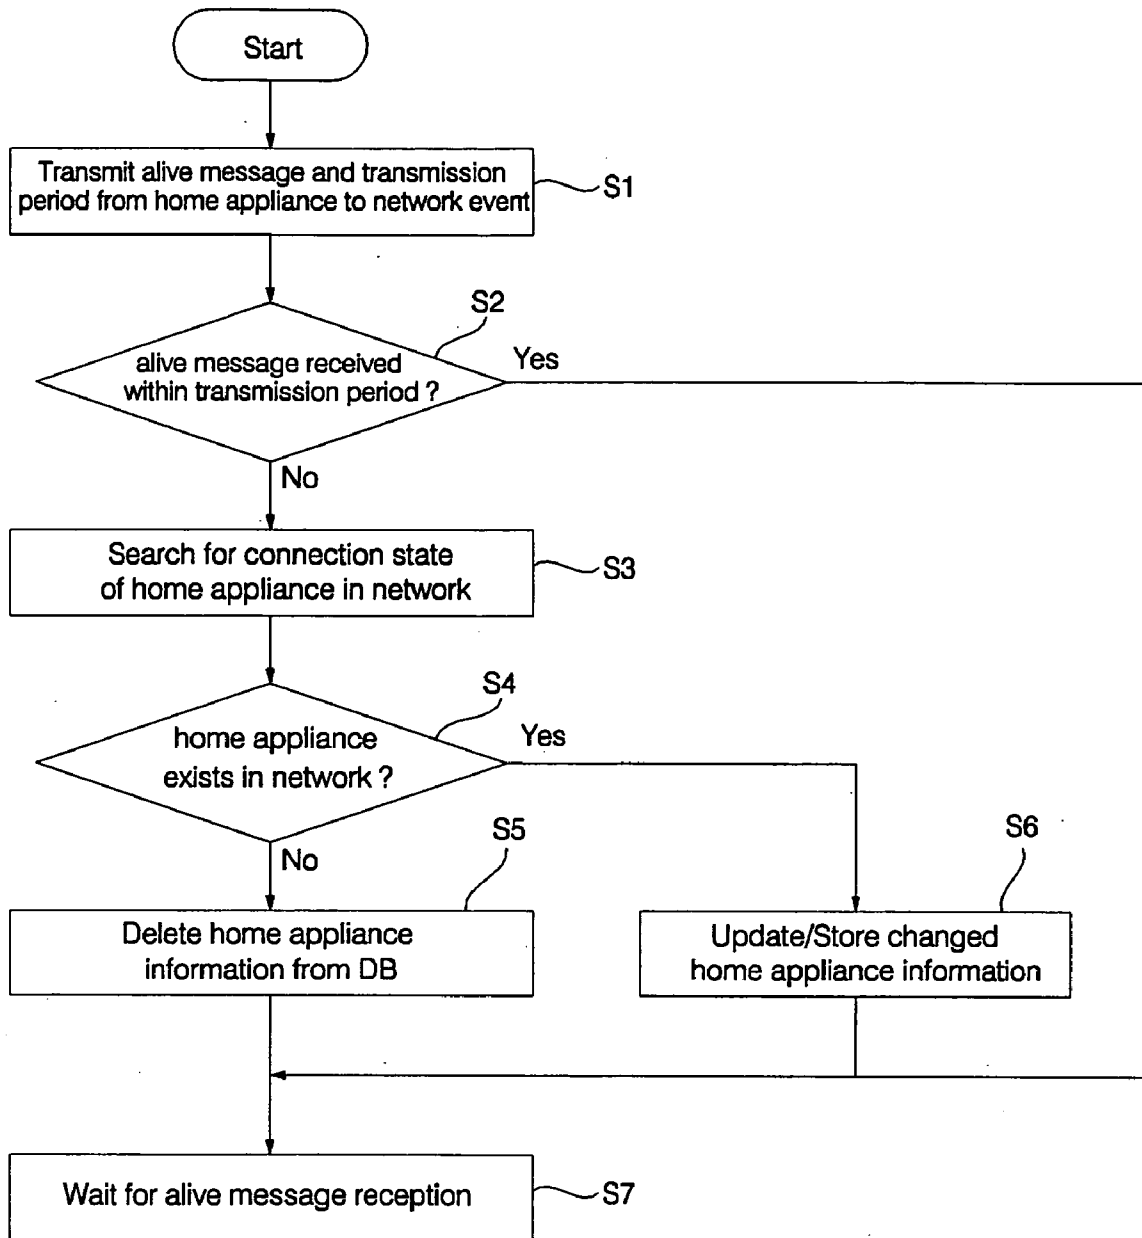 Start
Transmit alive message and transmission
period from home appliance to network event
S1
S2
alive message received
within transmission period ?
Yes
No
Search for connection state
of home appliance in network
S3
S4
home appliance
exists in network ?
Yes
No
S5
S6
Delete home appliance
information from DB
Update/Store changed
home appliance information
Wait for alive message reception
S7